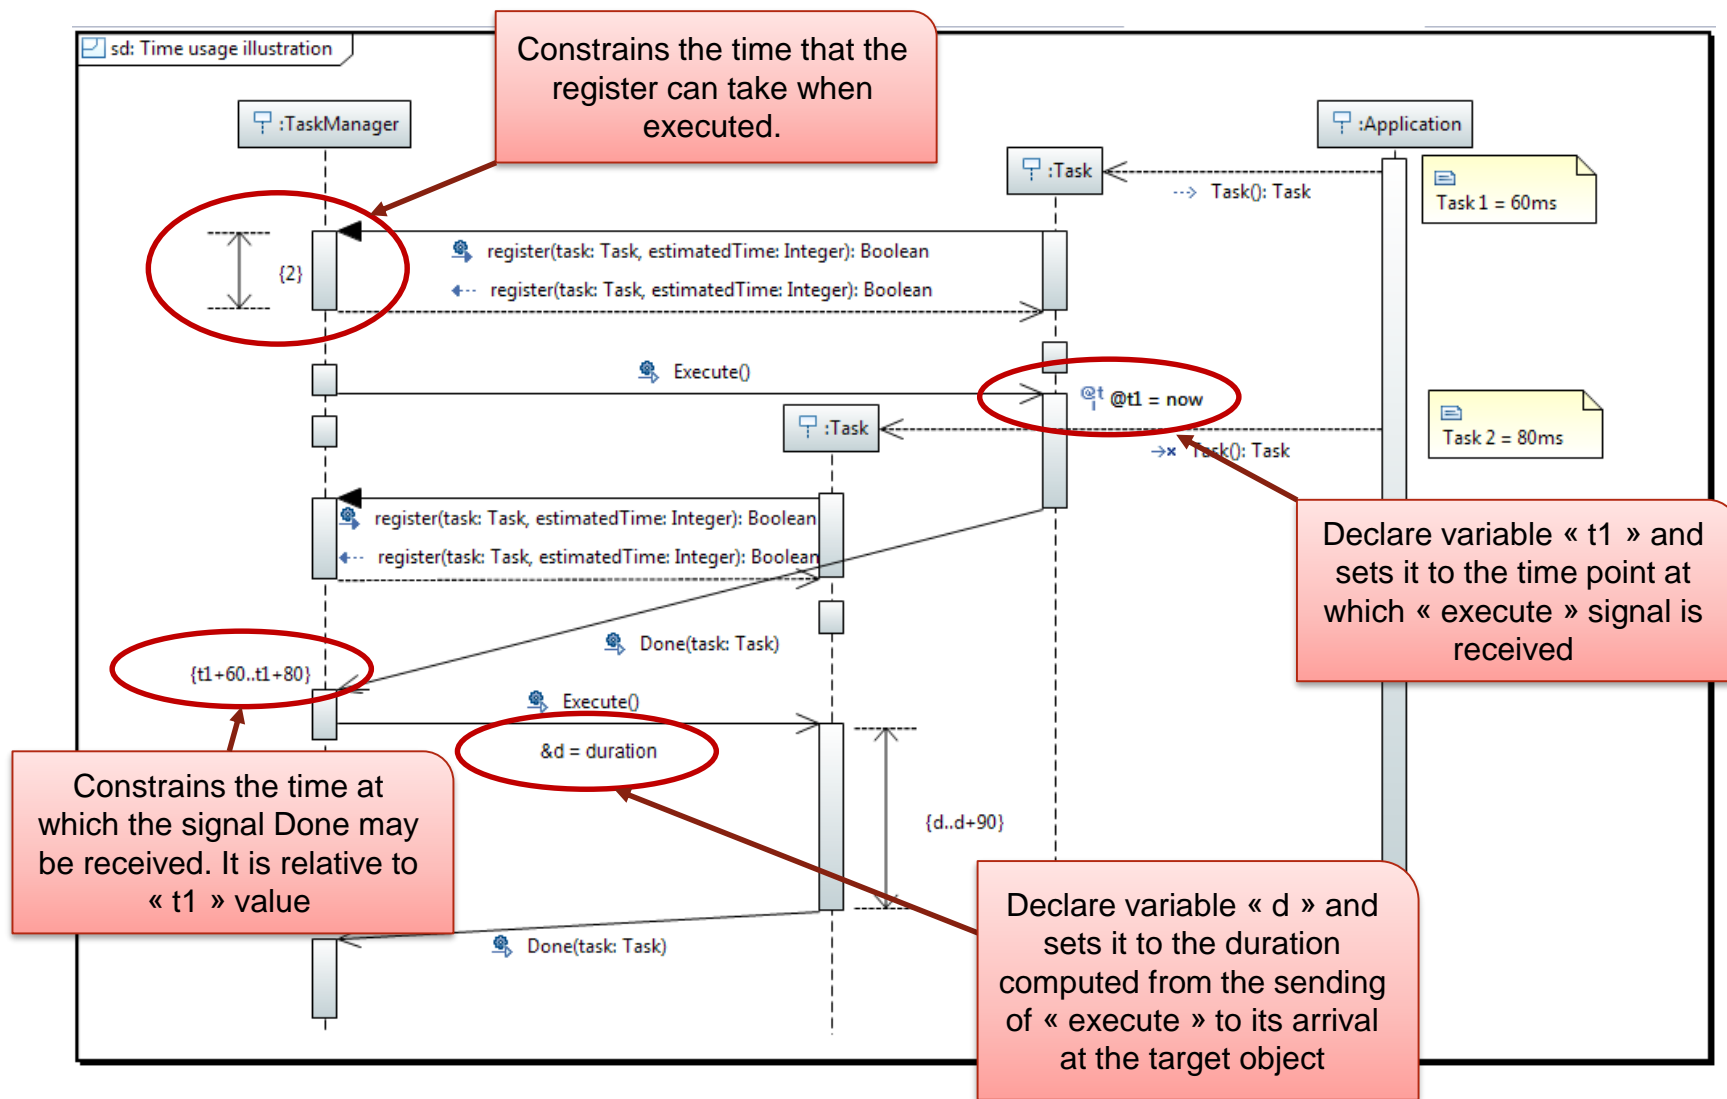 sd: Time usage illustration
Constrains the time that the
register can take when
executed.
:TaskManager
:Application
:Task
Task(): Task
Task 1 = 60ms
register(task: Task, estimatedTime: Integer): Boolean
{2}
register(task: Task, estimatedTime: Integer): Boolean
Execute()
@t
@t1 = now
:Task
Task(): Task
Task 2 = 80ms
register(task: Task, estimatedTime: Integer): Boolean
register(task: Task, estimatedTime: Integer): Boolean
Declare variable « t1 » and
sets it to the time point at
which « execute » signal is
received
Done(task: Task)
{t1+60..t1+80}
Execute()
&d = duration
Constrains the time at
which the signal Done may
be received. It is relative to
« t1 » value
{d..d+90}
Declare variable « d » and
sets it to the duration
computed from the sending
of « execute » to its arrival
at the target object
Done(task: Task)